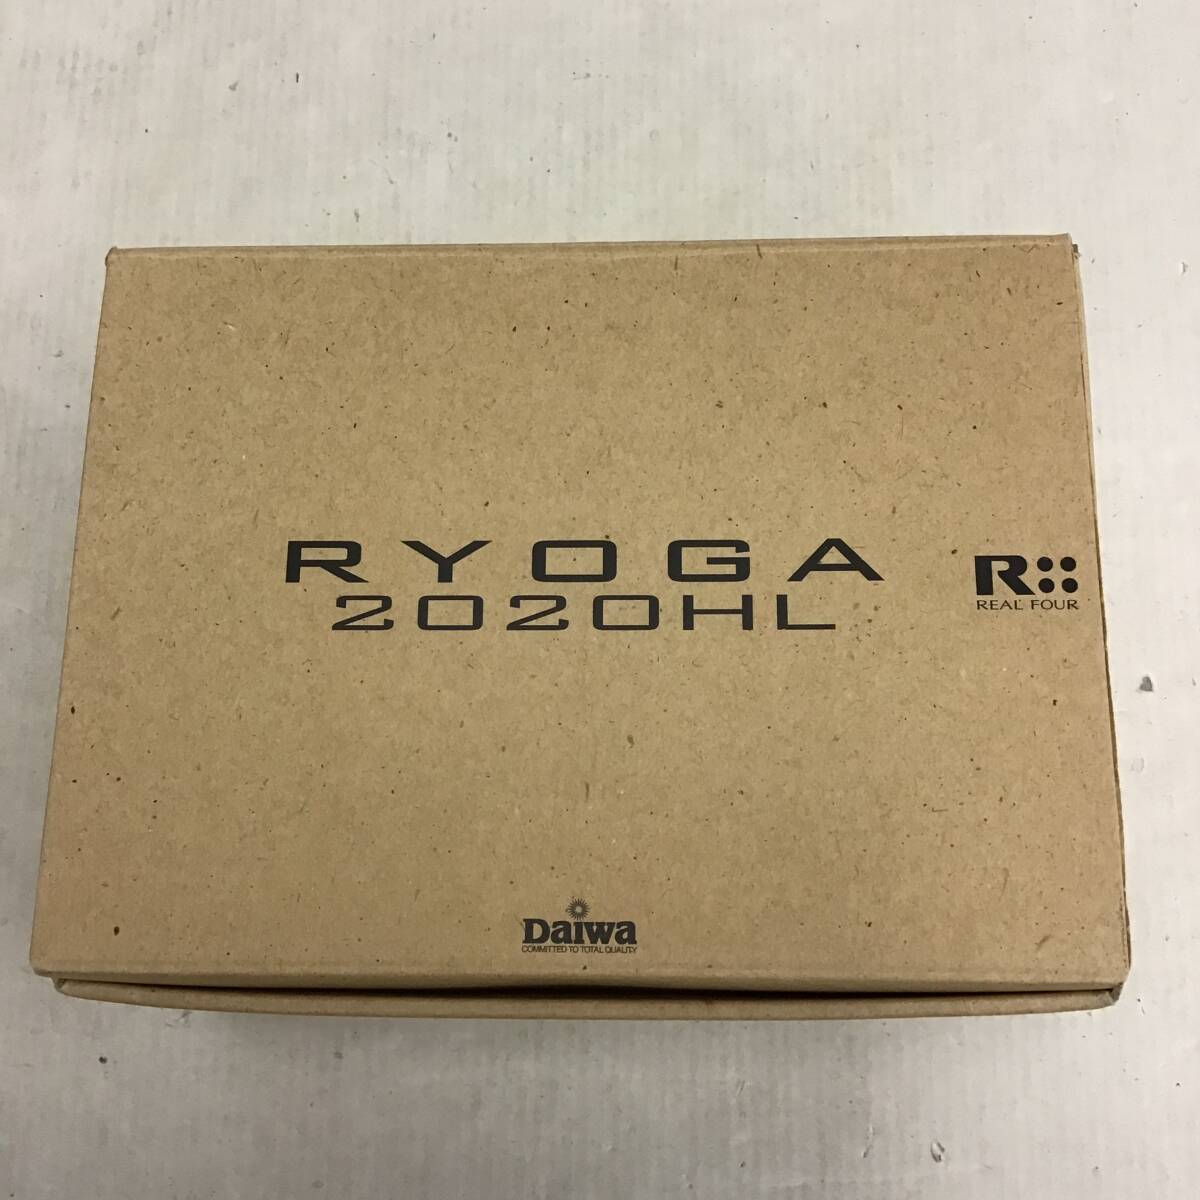 RYOGA
2020HL
R
REAL FOUR
Daiwa
COMMITTED TO TOTAL QUALITY